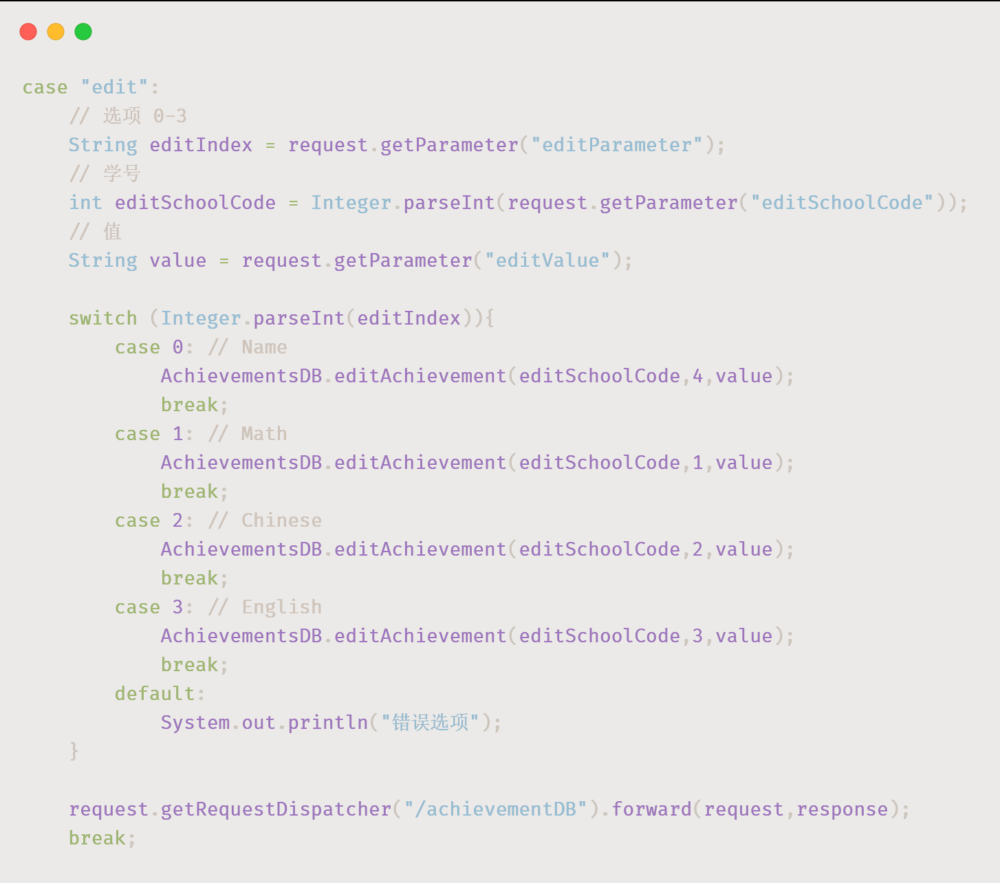 case "edit":
    // 选项 0-3
    String editIndex = request.getParameter("editParameter");
    // 学号
    int editSchoolCode = Integer.parseInt(request.getParameter("editSchoolCode"));
    // 值
    String value = request.getParameter("editValue");

    switch (Integer.parseInt(editIndex)){
        case 0: // Name
            AchievementsDB.editAchievement(editSchoolCode,4,value);
            break;
        case 1: // Math
            AchievementsDB.editAchievement(editSchoolCode,1,value);
            break;
        case 2: // Chinese
            AchievementsDB.editAchievement(editSchoolCode,2,value);
            break;
        case 3: // English
            AchievementsDB.editAchievement(editSchoolCode,3,value);
            break;
        default:
            System.out.println("错误选项");
    }

    request.getRequestDispatcher("/achievementDB").forward(request,response);
    break;